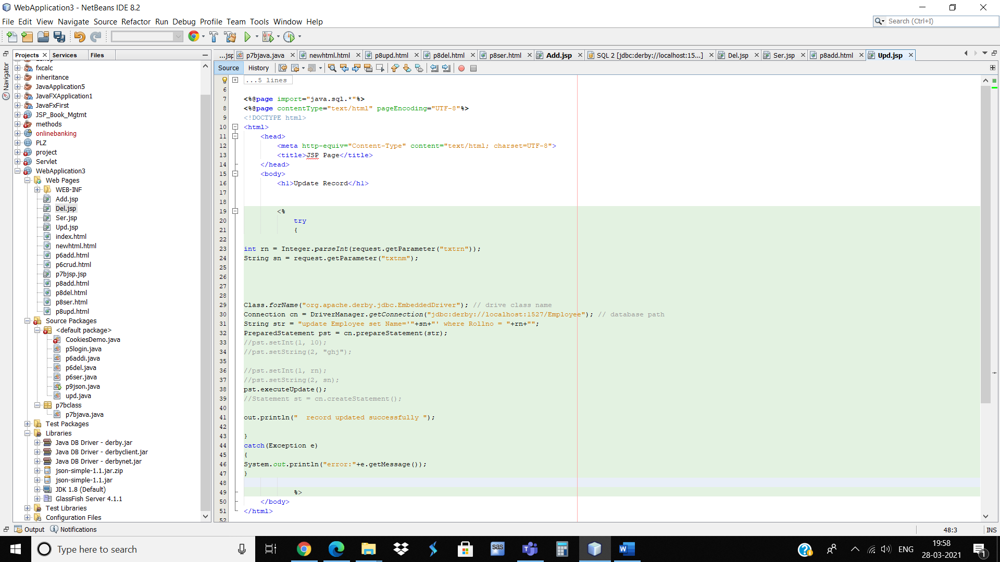 WebApplication3 - NetBeans IDE 8.2
File Edit View Navigate Source Refactor Run Debug Profile Team Tools Window Help
Search (Ctrl+I)
Projects Services Files
...jsp p7bjava.java newhtml.html p8upd.html p8del.html p8ser.html Add.jsp SQL 2 [jdbc:derby://localhost:15...] Del.jsp Ser.jsp p8add.html Upd.jsp
Source History
Navigator
fxcalc
inheritance
JavaApplication5
JavaFXApplication1
JavaFxFirst
JSP_Book_Mgtmt
methods
onlinebanking
PLZ
project
Servlet
WebApplication3
Web Pages
WEB-INF
Add.jsp
Del.jsp
Ser.jsp
Upd.jsp
index.html
newhtml.html
p6add.html
p6crud.html
p7bjsp.jsp
p8add.html
p8del.html
p8ser.html
p8upd.html
Source Packages
<default package>
CookiesDemo.java
p5login.java
p6addi.java
p6del.java
p6ser.java
p9json.java
upd.java
p7bclass
p7bjava.java
Test Packages
Libraries
Java DB Driver - derby.jar
Java DB Driver - derbyclient.jar
Java DB Driver - derbynet.jar
json-simple-1.1.jar.zip
json-simple-1.1.jar
JDK 1.8 (Default)
GlassFish Server 4.1.1
Test Libraries
Configuration Files
...5 lines
6
7 <%@page import="java.sql.*"%>
8 <%@page contentType="text/html" pageEncoding="UTF-8"%>
9 <!DOCTYPE html>
10 <html>
11 <head>
12 <meta http-equiv="Content-Type" content="text/html; charset=UTF-8">
13 <title>JSP Page</title>
14 </head>
15 <body>
16 <h1>Update Record</h1>
17
18
19 <%
20 try
21 {
22
23 int rn = Integer.parseInt(request.getParameter("txtrn"));
24 String sn = request.getParameter("txtnm");
25
26
27
28
29 Class.forName("org.apache.derby.jdbc.EmbeddedDriver"); // drive class name
30 Connection cn = DriverManager.getConnection("jdbc:derby://localhost:1527/Employee"); // database path
31 String str = "update Employee set Name='"+sn+"' where Rollno = "+rn+"";
32 PreparedStatement pst = cn.prepareStatement(str);
33 //pst.setInt(1, 10);
34 //pst.setString(2, "ghj");
35
36 //pst.setInt(1, rn);
37 //pst.setString(2, sn);
38 pst.executeUpdate();
39 //Statement st = cn.createStatement();
40
41 out.println("  record updated successfully ");
42
43 }
44 catch(Exception e)
45 {
46 System.out.println("error:"+e.getMessage());
47 }
48
49 %>
50 </body>
51 </html>
52
Output Notifications
48:3 INS
Type here to search
sas
ENG
19:58
28-03-2021
1